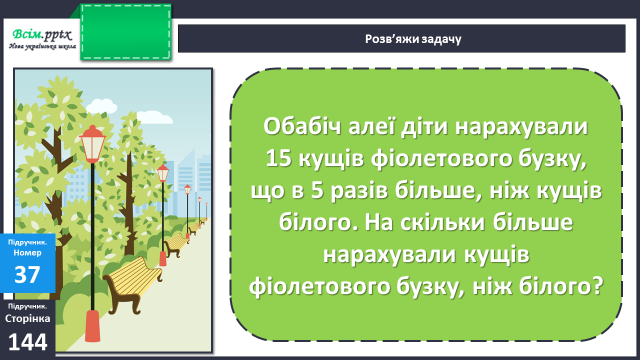 Всім.pptx
Нова українська школа
Розв’яжи задачу
Обабіч алеї діти нарахували
15 кущів фіолетового бузку,
що в 5 разів більше, ніж кущів
білого. На скільки більше
нарахували кущів
фіолетового бузку, ніж білого?
Підручник.
Номер
37
Підручник.
Сторінка
144